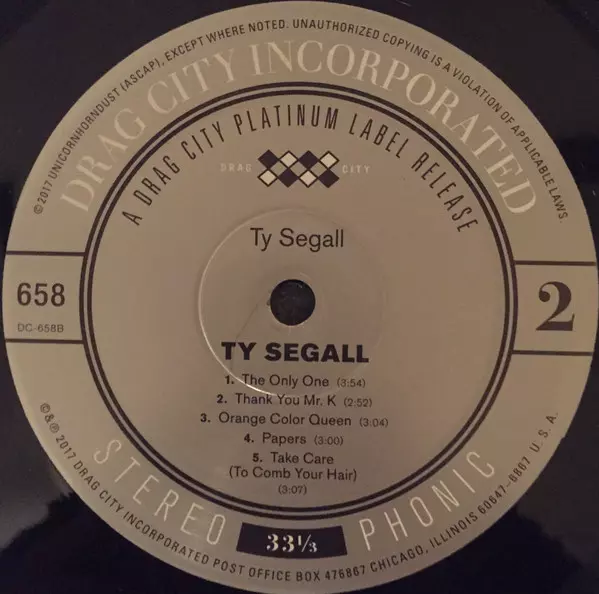 © 2017 UNICORNHORNDUST (ASCAP), EXCEPT WHERE NOTED. UNAUTHORIZED COPYING IS A VIOLATION OF APPLICABLE LAWS.
DRAG CITY INCORPORATED
A DRAG CITY PLATINUM LABEL RELEASE
DRAG CITY
Ty Segall
658
DC-658B
2
TY SEGALL
1. The Only One (3:54)
2. Thank You Mr. K (2:52)
3. Orange Color Queen (3:04)
4. Papers (3:00)
5. Take Care
(To Comb Your Hair)
(3:07)
STEREO PHONIC
33⅓
© & ℗ 2017 DRAG CITY INCORPORATED POST OFFICE BOX 476867 CHICAGO, ILLINOIS 60647-6867 U.S.A.